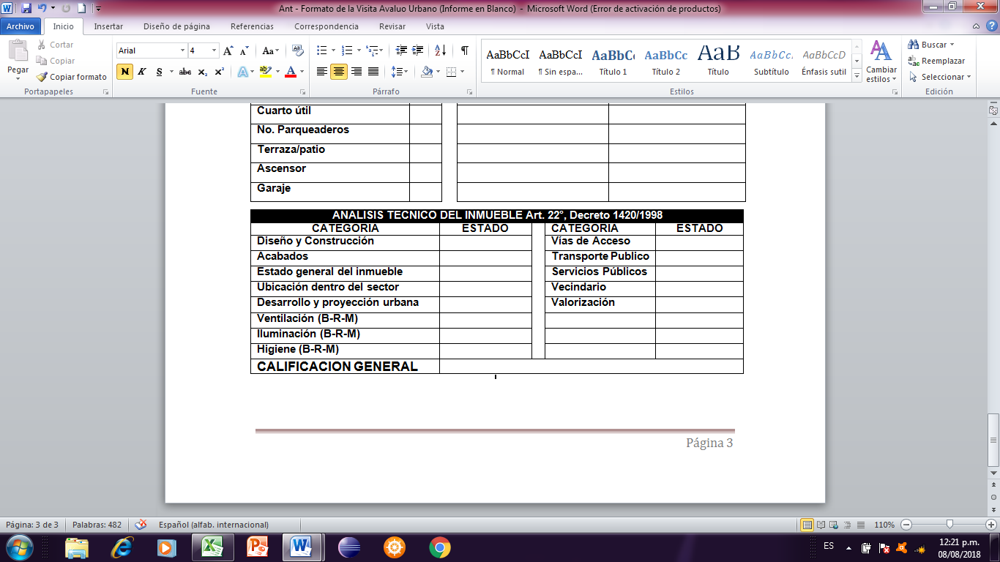 Ant - Formato de la Visita Avaluo Urbano (Informe en Blanco) - Microsoft Word (Error de activación de productos)
Archivo Inicio Insertar Diseño de página Referencias Correspondencia Revisar Vista
Pegar
Cortar
Copiar
Copiar formato
Portapapeles
Arial 4
Aa
N K S abc x₂ x² A ab A
Fuente
Párrafo
AaBbCcI AaBbCcI AaBbCc AaBbCc AaB AaBbCc. AaBbCcD
¶ Normal ¶ Sin espa... Título 1 Título 2 Título Subtítulo Énfasis sutil
Estilos
Cambiar estilos
Buscar
Reemplazar
Seleccionar
Edición
Cuarto útil
No. Parqueaderos
Terraza/patio
Ascensor
Garaje
ANALISIS TECNICO DEL INMUEBLE Art. 22°, Decreto 1420/1998
CATEGORIA ESTADO CATEGORIA ESTADO
Diseño y Construcción Vías de Acceso
Acabados Transporte Publico
Estado general del inmueble Servicios Públicos
Ubicación dentro del sector Vecindario
Desarrollo y proyección urbana Valorización
Ventilación (B-R-M)
Iluminación (B-R-M)
Higiene (B-R-M)
CALIFICACION GENERAL
Página 3
Página: 3 de 3 Palabras: 482 Español (alfab. internacional) 110%
ES 12:21 p.m.
08/08/2018